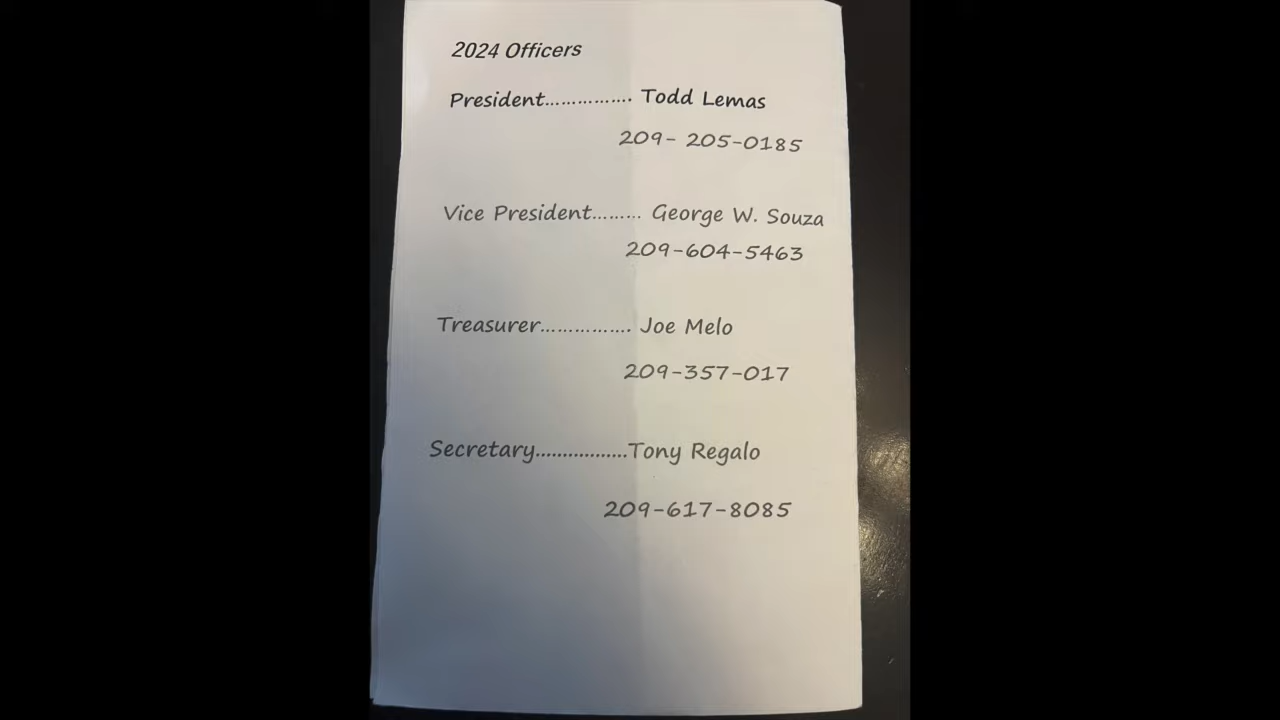 2024 Officers
President................ Todd Lemas
209- 205-0185
Vice President......... George W. Souza
209-604-5463
Treasurer................ Joe Melo
209-357-017
Secretary.................Tony Regalo
209-617-8085